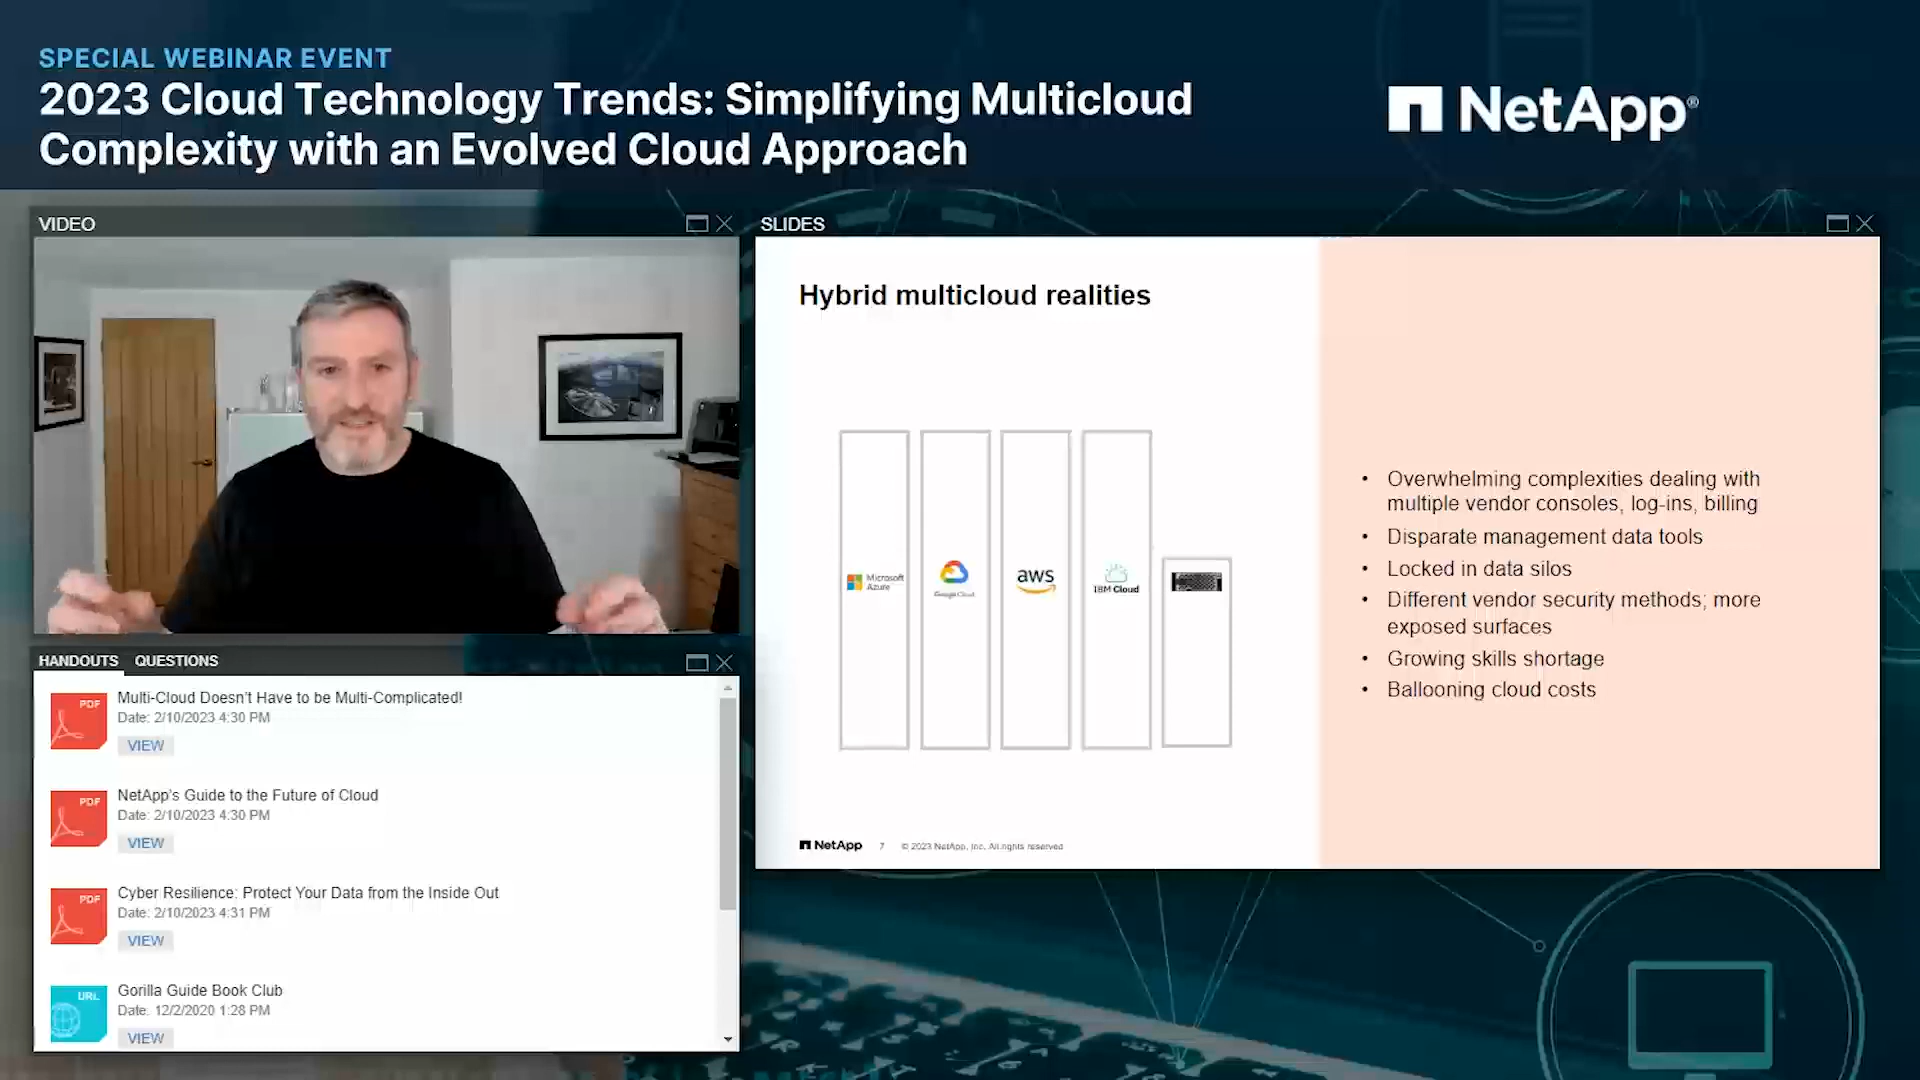 SPECIAL WEBINAR EVENT
2023 Cloud Technology Trends: Simplifying Multicloud
Complexity with an Evolved Cloud Approach
NetApp®
VIDEO
SLIDES
Hybrid multicloud realities
Microsoft
Azure
Google Cloud
aws
IBM Cloud
• Overwhelming complexities dealing with
multiple vendor consoles, log-ins, billing
• Disparate management data tools
• Locked in data silos
• Different vendor security methods; more
exposed surfaces
• Growing skills shortage
• Ballooning cloud costs
NetApp 7 © 2023 NetApp, Inc. All rights reserved
HANDOUTS QUESTIONS
PDF
Multi-Cloud Doesn't Have to be Multi-Complicated!
Date: 2/10/2023 4:30 PM
VIEW
PDF
NetApp's Guide to the Future of Cloud
Date: 2/10/2023 4:30 PM
VIEW
PDF
Cyber Resilience: Protect Your Data from the Inside Out
Date: 2/10/2023 4:31 PM
VIEW
URL
Gorilla Guide Book Club
Date: 12/2/2020 1:28 PM
VIEW